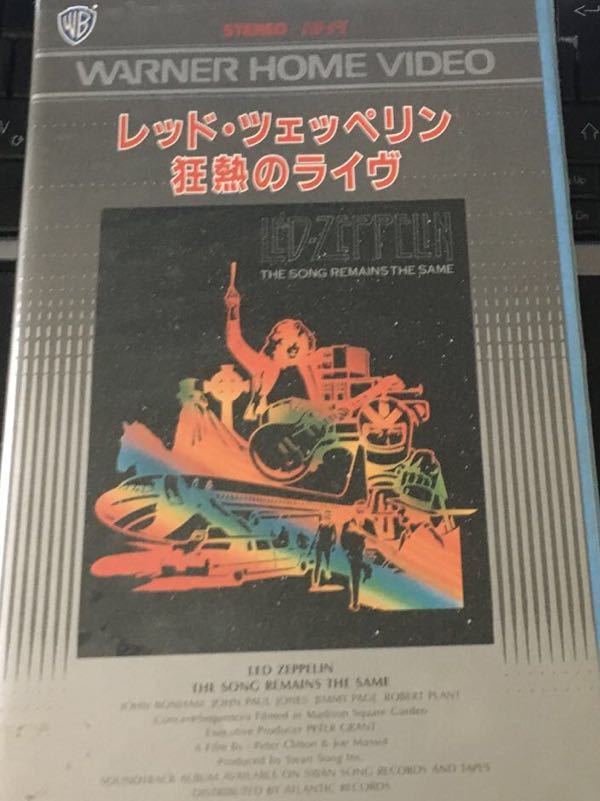 WB
STEREO HI-FI
WARNER HOME VIDEO
レッド・ツェッペリン
狂熱のライヴ
LED-ZEPPELIN
THE SONG REMAINS THE SAME
LED ZEPPELIN
THE SONG REMAINS THE SAME
JOHN BONHAM, JOHN PAUL JONES, JIMMY PAGE, ROBERT PLANT
Filmed at Madison Square Garden
Executive Producer PETER GRANT
A Film By Peter Clifton & Joe Massot
Produced by Swan Song Inc.
SOUNDTRACK ALBUM AVAILABLE ON SWAN SONG RECORDS AND TAPES
DISTRIBUTED BY ATLANTIC RECORDS